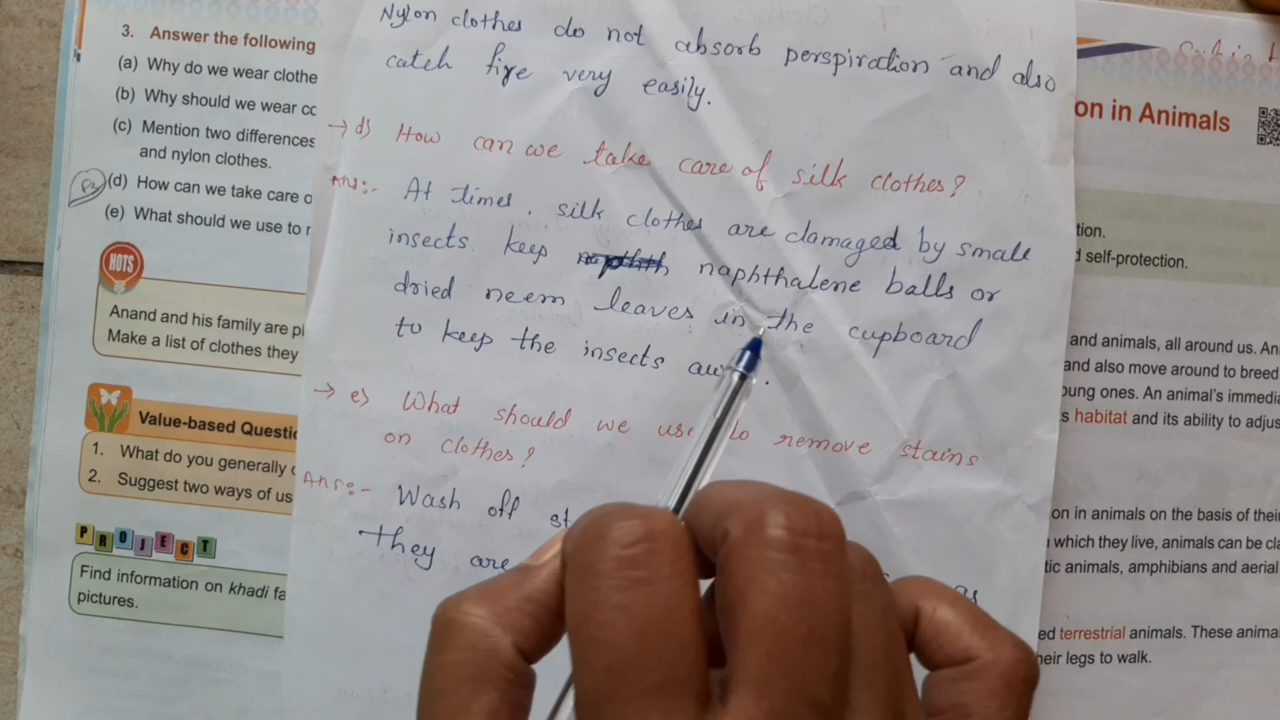 3. Answer the following
(a) Why do we wear clothe
(b) Why should we wear cc
(c) Mention two differences
and nylon clothes.
(d) How can we take care o
(e) What should we use to r
HOTS
Anand and his family are pl
Make a list of clothes they
Value-based Questic
1. What do you generally c
2. Suggest two ways of us
PROJECT
Find information on khadi fa
pictures.
Nylon clothes do not absorb perspiration and also
catch fire very easily.
→ d) How can we take care of silk clothes?
Ans:- At times. silk clothes are damaged by small
insects. keep naphthalene balls or
dried neem leaves in the cupboard
to keep the insects aw
→ e) What should we use to remove stains
on clothes?
Ans:- Wash off st
They are
as
on in Animals
tion.
d self-protection.
and animals, all around us. An
and also move around to breed
oung ones. An animal's immedia
s habitat and its ability to adjus
on in animals on the basis of their
which they live, animals can be cla
tic animals, amphibians and aerial
ed terrestrial animals. These anima
heir legs to walk.